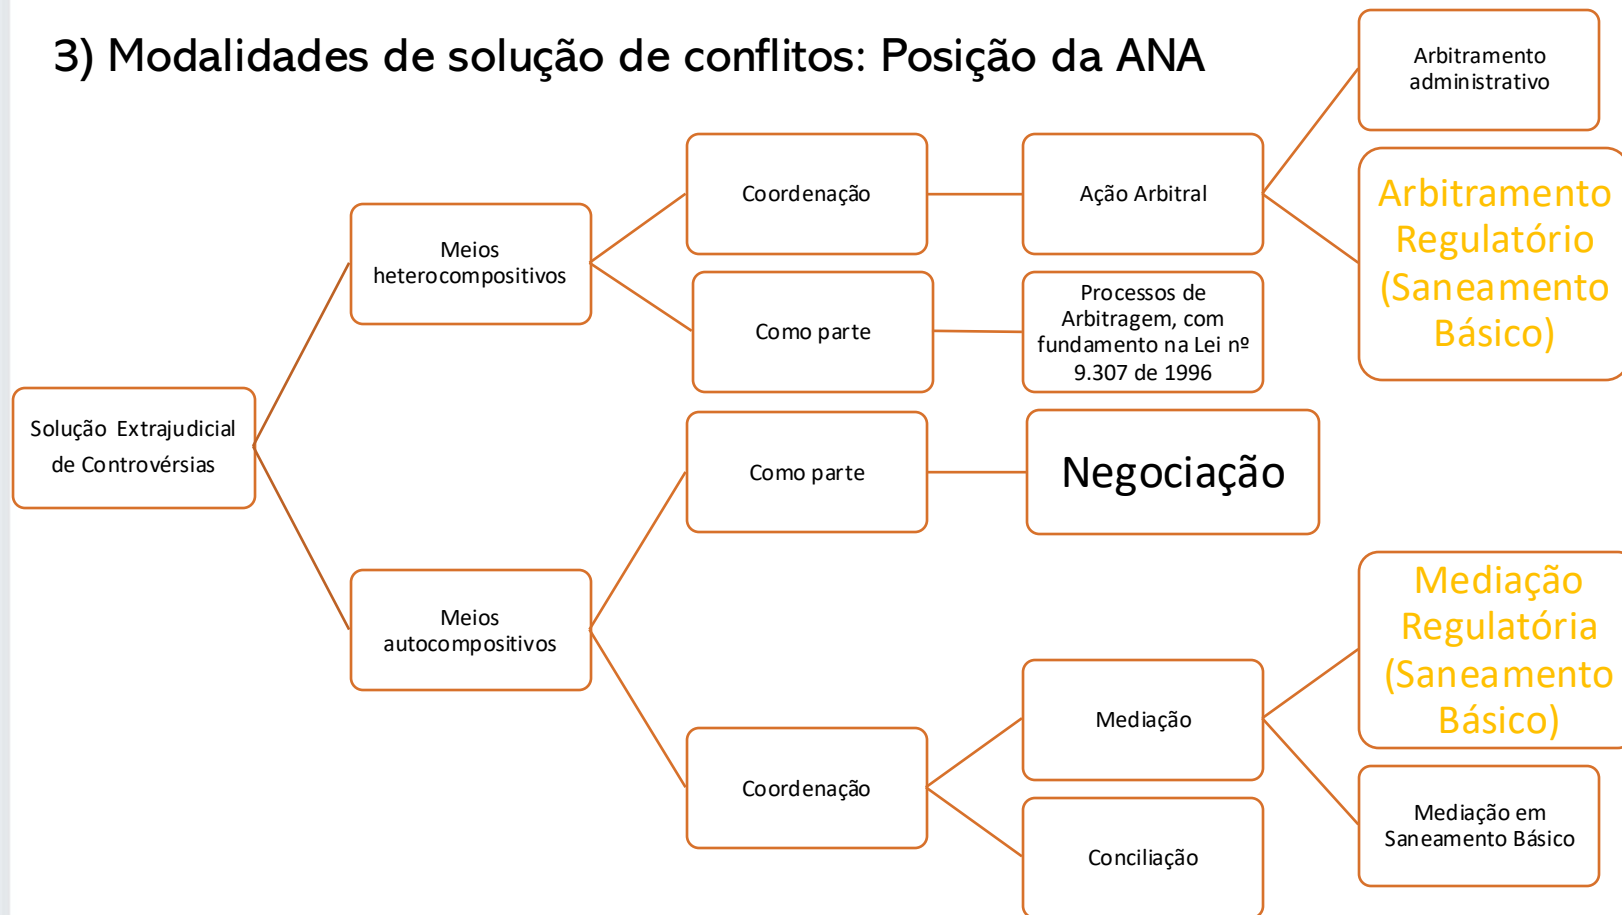 3) Modalidades de solução de conflitos: Posição da ANA
Arbitramento
administrativo
Coordenação
Ação Arbitral
Arbitramento
Regulatório
(Saneamento
Básico)
Meios
heterocompositivos
Como parte
Processos de
Arbitragem, com
fundamento na Lei nº
9.307 de 1996
Solução Extrajudicial
de Controvérsias
Como parte
Negociação
Meios
autocompositivos
Mediação
Regulatória
(Saneamento
Básico)
Mediação
Coordenação
Mediação em
Saneamento Básico
Conciliação